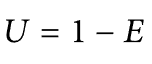 U = 1 − E